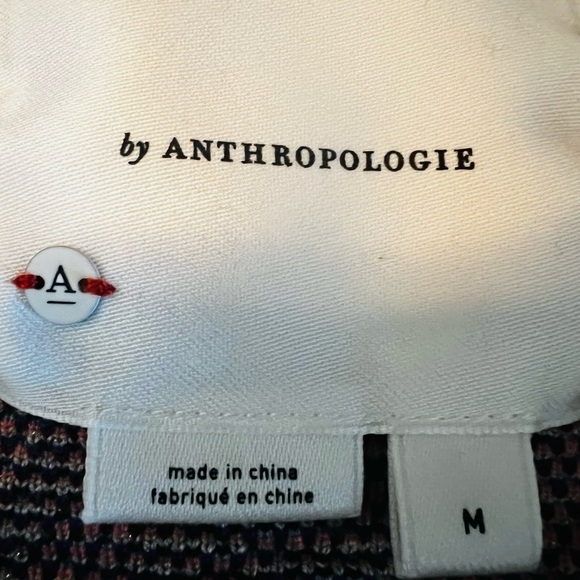 by ANTHROPOLOGIE
A
made in china
fabriqué en chine
M